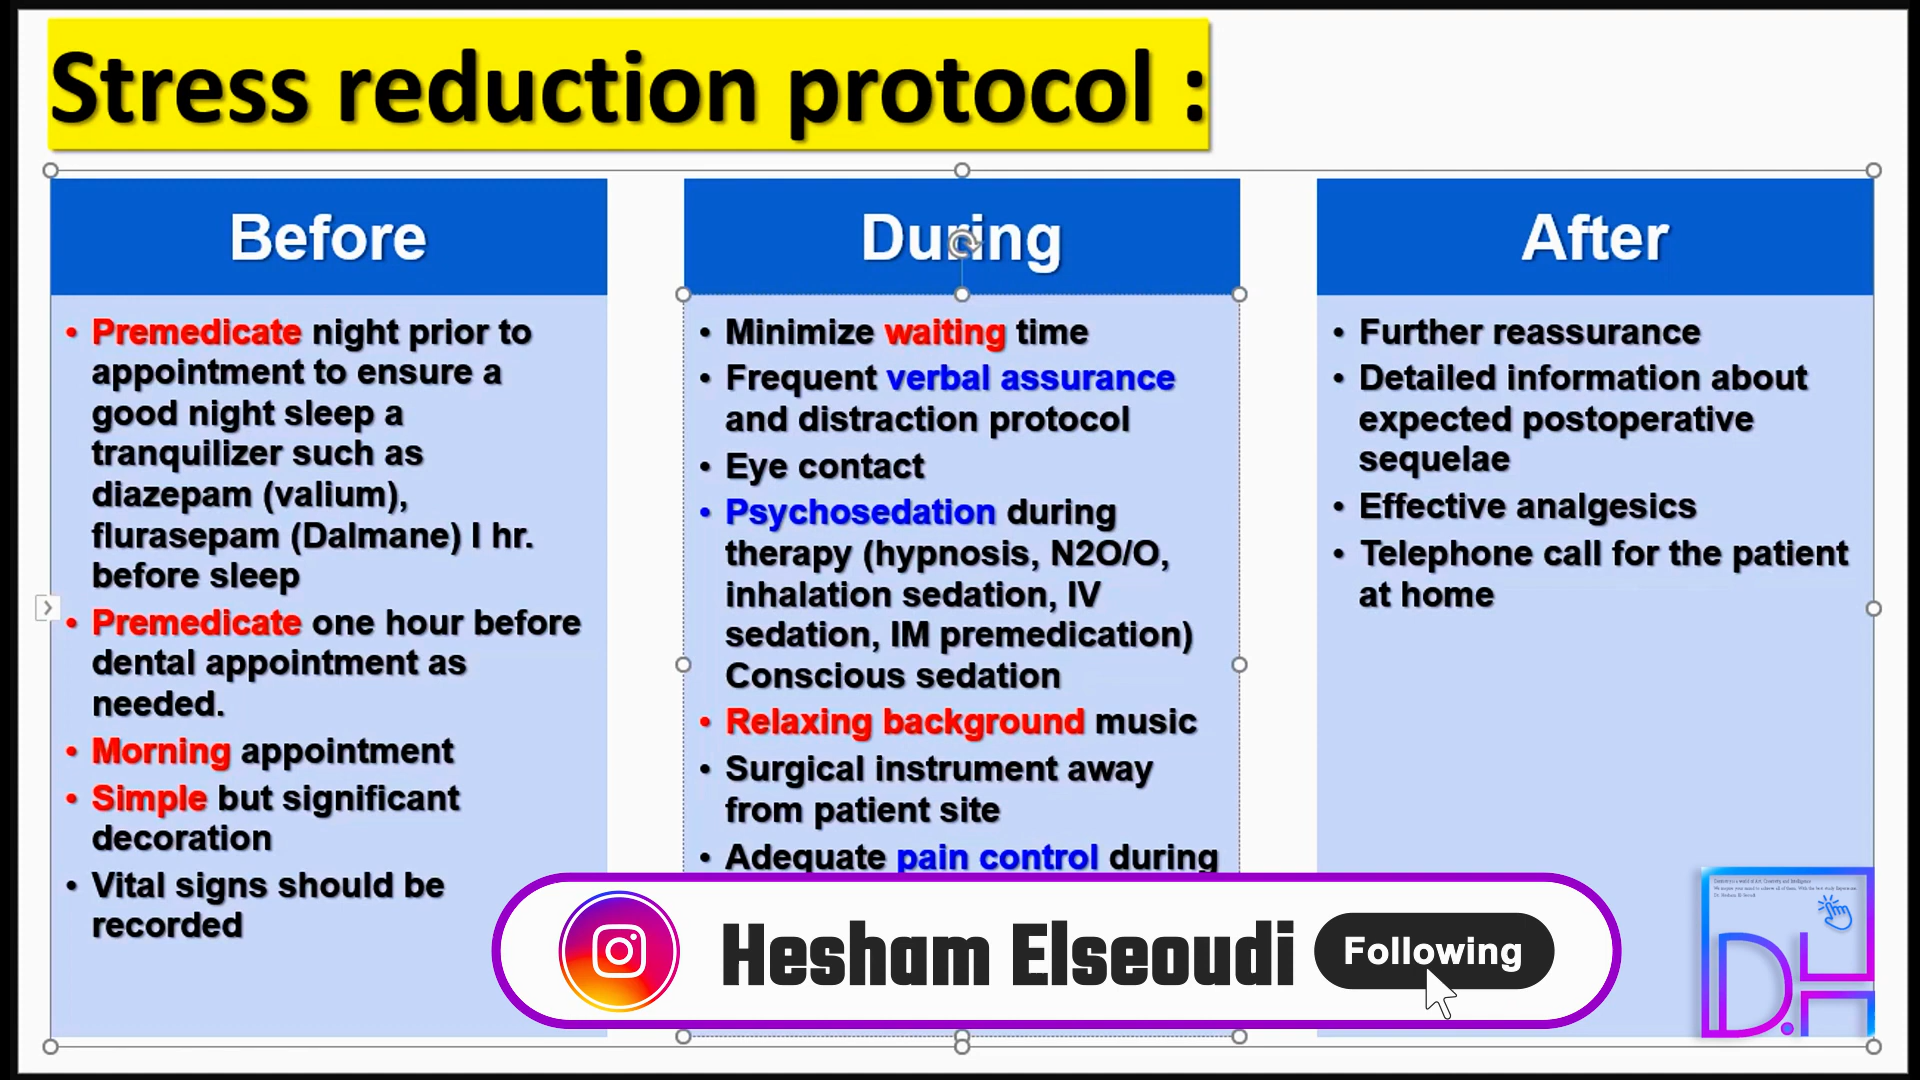 Stress reduction protocol :
Before
• Premedicate night prior to
appointment to ensure a
good night sleep a
tranquilizer such as
diazepam (valium),
flurasepam (Dalmane) I hr.
before sleep
• Premedicate one hour before
dental appointment as
needed.
• Morning appointment
• Simple but significant
decoration
• Vital signs should be
recorded
During
• Minimize waiting time
• Frequent verbal assurance
and distraction protocol
• Eye contact
• Psychosedation during
therapy (hypnosis, N2O/O,
inhalation sedation, IV
sedation, IM premedication)
Conscious sedation
• Relaxing background music
• Surgical instrument away
from patient site
• Adequate pain control during
After
• Further reassurance
• Detailed information about
expected postoperative
sequelae
• Effective analgesics
• Telephone call for the patient
at home
Hesham Elseoudi
Following
D.H